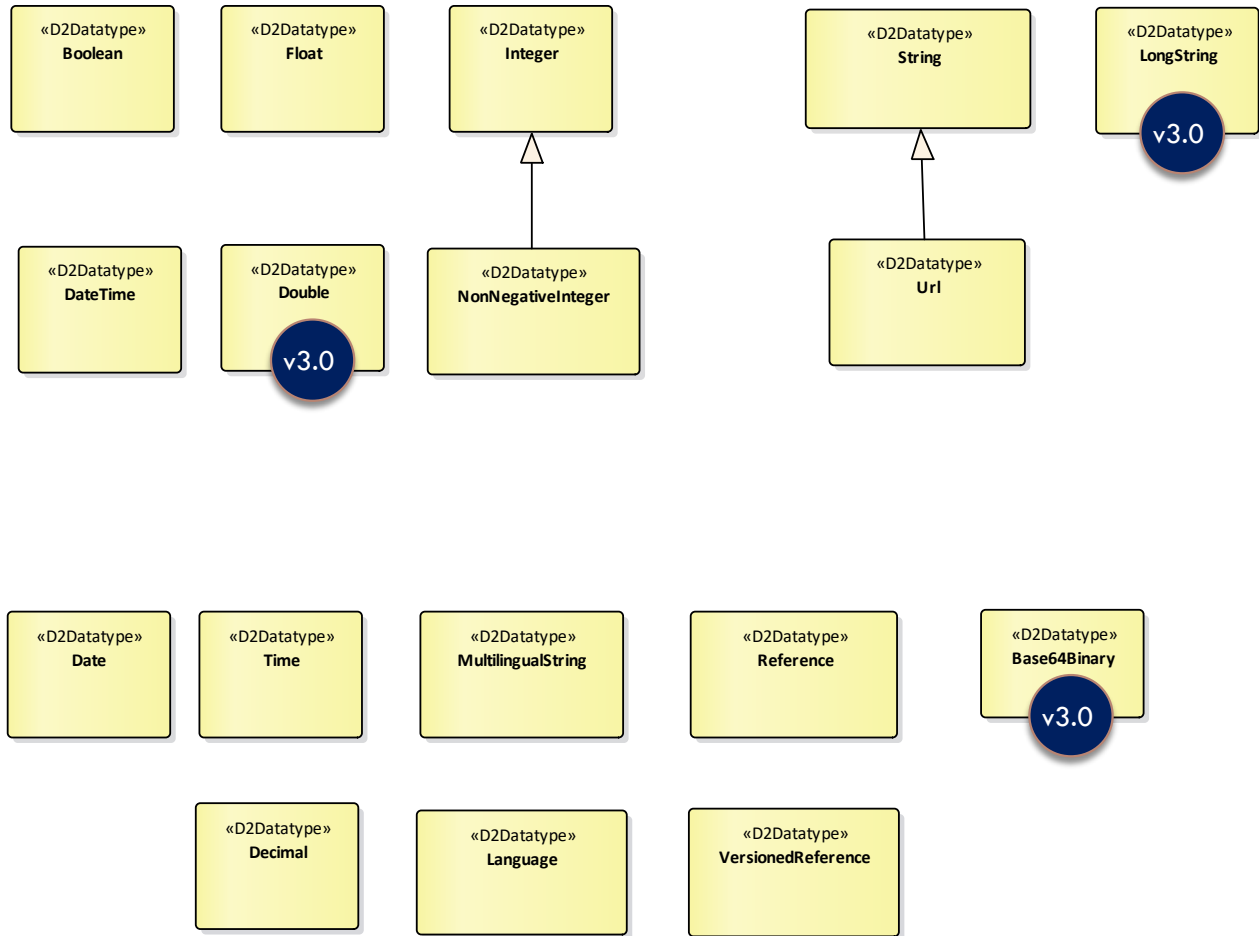 «D2Datatype»
Boolean
«D2Datatype»
Float
«D2Datatype»
Integer
«D2Datatype»
String
«D2Datatype»
LongString
v3.0
«D2Datatype»
DateTime
«D2Datatype»
Double
v3.0
«D2Datatype»
NonNegativeInteger
«D2Datatype»
Url
«D2Datatype»
Date
«D2Datatype»
Time
«D2Datatype»
MultilingualString
«D2Datatype»
Reference
«D2Datatype»
Base64Binary
v3.0
«D2Datatype»
Decimal
«D2Datatype»
Language
«D2Datatype»
VersionedReference